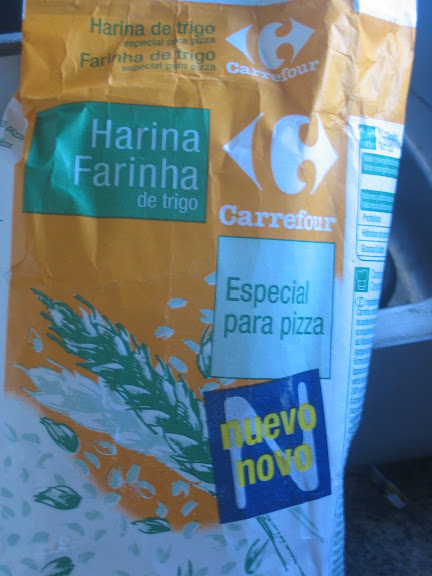 Harina de trigo
especial para pizza
Farinha de trigo
especial para pizza
Carrefour
Harina
Farinha
de trigo
Carrefour
Especial
para pizza
nuevo
novo